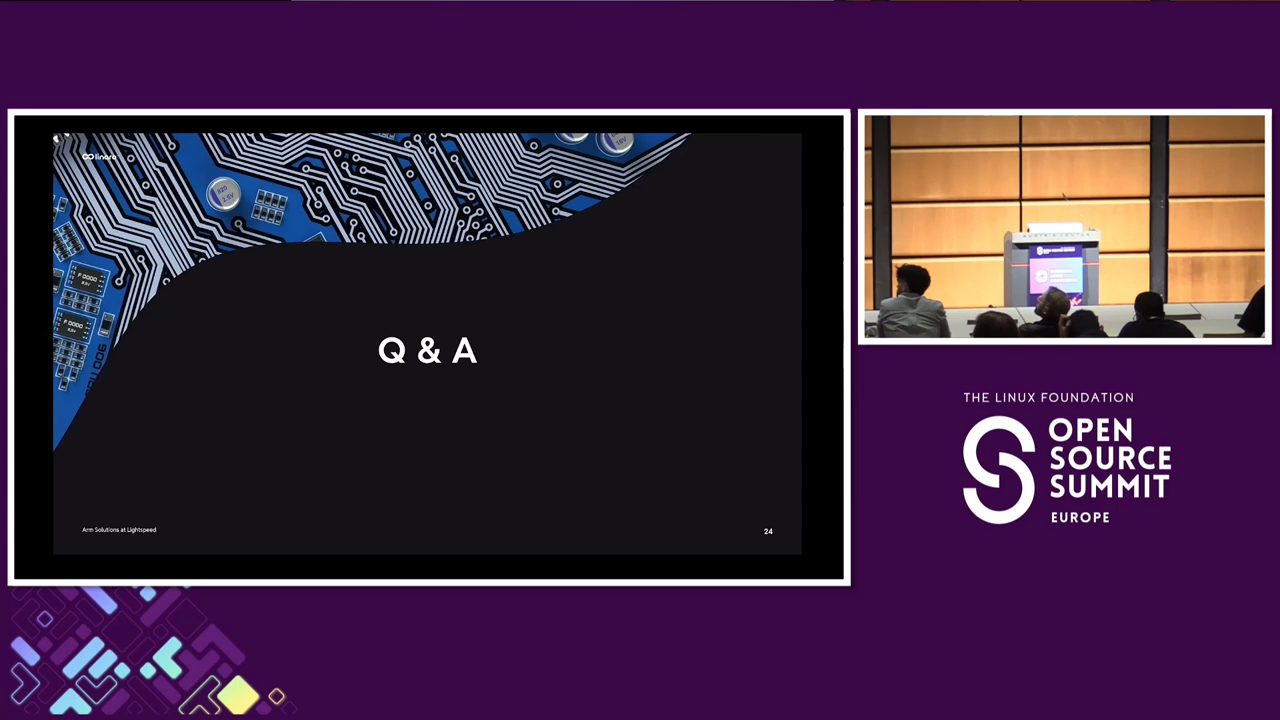 linaro
Q & A
Arm Solutions at Lightspeed
24
THE LINUX FOUNDATION
OPEN
SOURCE
SUMMIT
EUROPE